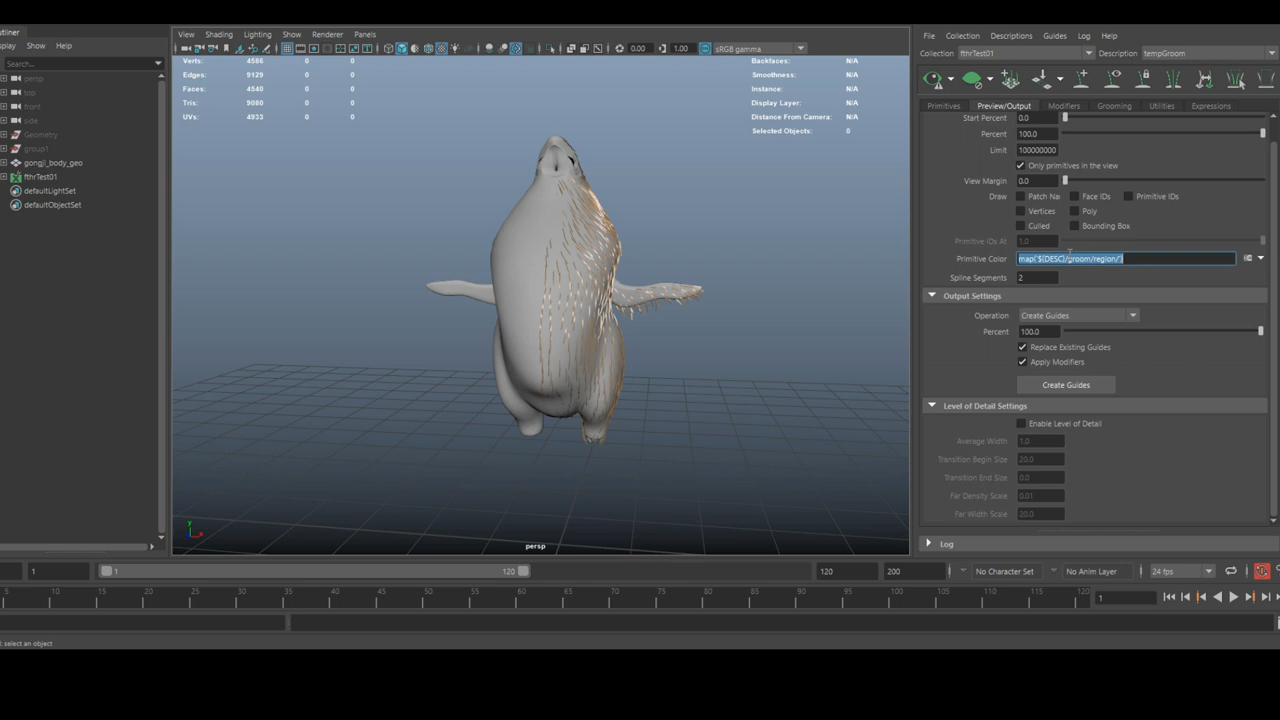 utliner
isplay Show Help
Search...
persp
top
front
side
Geometry
group1
gongji_body_geo
fthrTest01
defaultLightSet
defaultObjectSet
View Shading Lighting Show Renderer Panels
0.00 1.00 sRGB gamma
Verts: 4586 0 0
Edges: 9129 0 0
Faces: 4540 0 0
Tris: 9080 0 0
UVs: 4933 0 0
Backfaces: N/A
Smoothness: N/A
Instance: N/A
Display Layer: N/A
Distance From Camera: N/A
Selected Objects: 0
y
x
persp
File Collection Descriptions Guides Log Help
Collection fthrTest01 Description tempGroom
Primitives Preview/Output Modifiers Grooming Utilities Expressions
Start Percent 0.0
Percent 100.0
Limit 100000000
Only primitives in the view
View Margin 0.0
Draw Patch Na Face IDs Primitive IDs
Vertices Poly
Culled Bounding Box
Primitive IDs At 1.0
Primitive Color map('${DESC}/groom/region/')
Spline Segments 2
Output Settings
Operation Create Guides
Percent 100.0
Replace Existing Guides
Apply Modifiers
Create Guides
Level of Detail Settings
Enable Level of Detail
Average Width 1.0
Transition Begin Size 20.0
Transition End Size 0.0
Far Density Scale 0.01
Far Width Scale 20.0
Log
1 1 120 120 200 No Character Set No Anim Layer 24 fps
5 10 15 20 25 30 35 40 45 50 55 60 65 70 75 80 85 90 95 100 105 110 115 120 1
: select an object